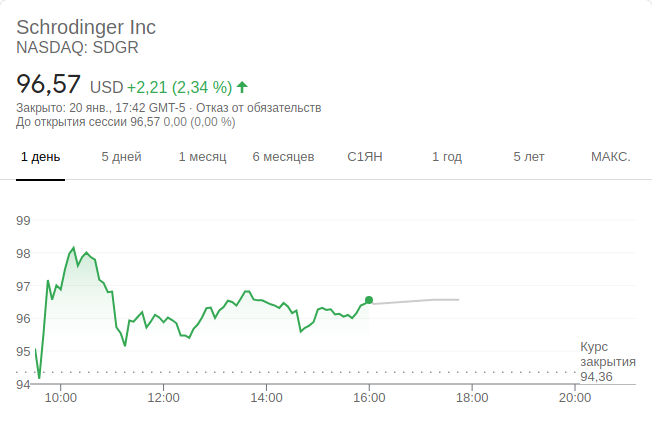 Schrodinger Inc
NASDAQ: SDGR
96,57 USD +2,21 (2,34 %)
Закрыто: 20 янв., 17:42 GMT-5 · Отказ от обязательств
До открытия сессии 96,57 0,00 (0,00 %)
1 день 5 дней 1 месяц 6 месяцев С1ЯН 1 год 5 лет МАКС.
99
98
97
96
95
94
Курс
закрытия
94,36
10:00 12:00 14:00 16:00 18:00 20:00